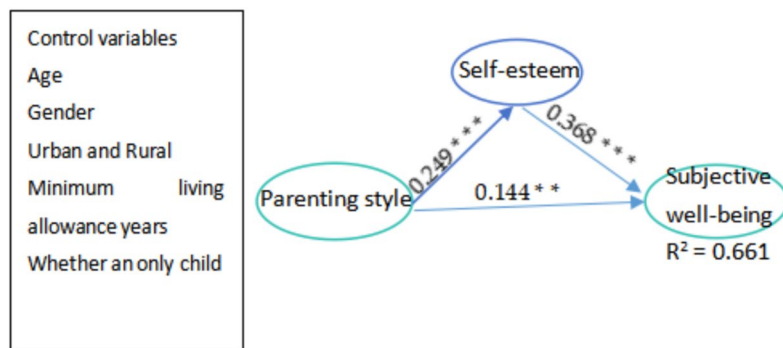 Control variables
Age
Gender
Urban and Rural
Minimum living
allowance years
Whether an only child
Self-esteem
0.249***
0.368***
Parenting style
0.144**
Subjective
well-being
R² = 0.661